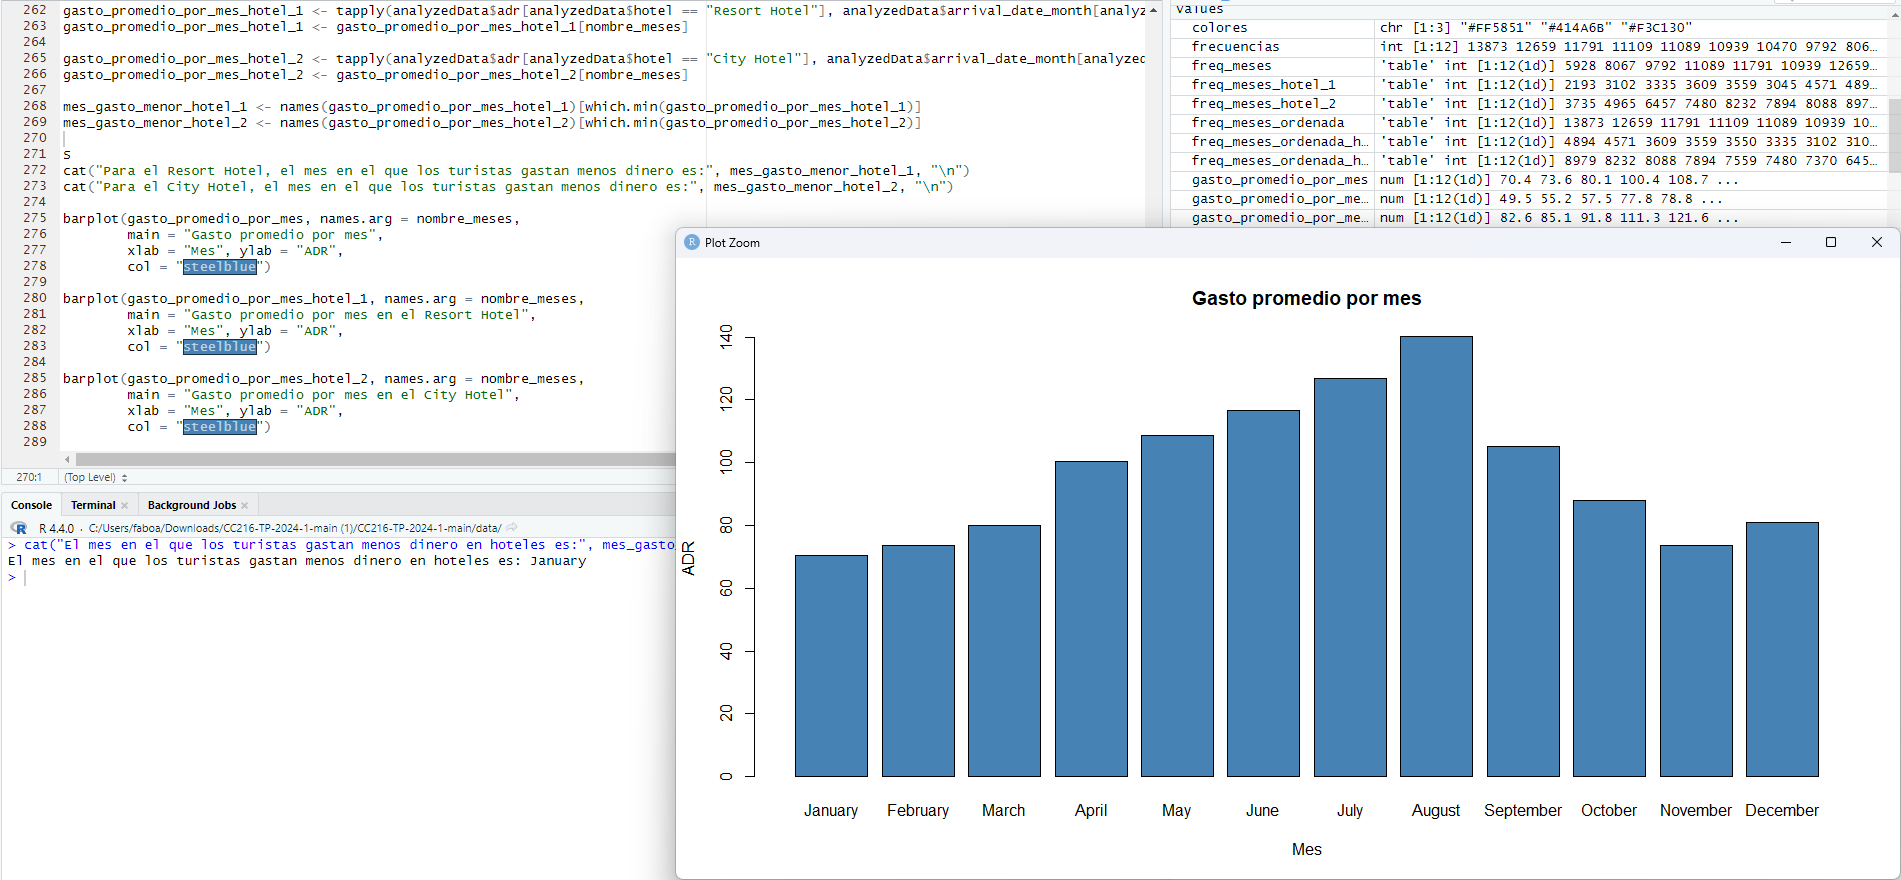 262 gasto_promedio_por_mes_hotel_1 <- tapply(analyzedData$adr[analyzedData$hotel == "Resort Hotel"], analyzedData$arrival_date_month[analyz
263 gasto_promedio_por_mes_hotel_1 <- gasto_promedio_por_mes_hotel_1[nombre_meses]
264
265 gasto_promedio_por_mes_hotel_2 <- tapply(analyzedData$adr[analyzedData$hotel == "City Hotel"], analyzedData$arrival_date_month[analyzed
266 gasto_promedio_por_mes_hotel_2 <- gasto_promedio_por_mes_hotel_2[nombre_meses]
267
268 mes_gasto_menor_hotel_1 <- names(gasto_promedio_por_mes_hotel_1)[which.min(gasto_promedio_por_mes_hotel_1)]
269 mes_gasto_menor_hotel_2 <- names(gasto_promedio_por_mes_hotel_2)[which.min(gasto_promedio_por_mes_hotel_2)]
270
271 S
272 cat("Para el Resort Hotel, el mes en el que los turistas gastan menos dinero es:", mes_gasto_menor_hotel_1, "\n")
273 cat("Para el City Hotel, el mes en el que los turistas gastan menos dinero es:", mes_gasto_menor_hotel_2, "\n")
274
275 barplot(gasto_promedio_por_mes, names.arg = nombre_meses,
276 main = "Gasto promedio por mes",
277 xlab = "Mes", ylab = "ADR",
278 col = "steelblue")
279
280 barplot(gasto_promedio_por_mes_hotel_1, names.arg = nombre_meses,
281 main = "Gasto promedio por mes en el Resort Hotel",
282 xlab = "Mes", ylab = "ADR",
283 col = "steelblue")
284
285 barplot(gasto_promedio_por_mes_hotel_2, names.arg = nombre_meses,
286 main = "Gasto promedio por mes en el City Hotel",
287 xlab = "Mes", ylab = "ADR",
288 col = "steelblue")
289
270:1 (Top Level)
Console Terminal Background Jobs
R 4.4.0 · C:/Users/faboa/Downloads/CC216-TP-2024-1-main (1)/CC216-TP-2024-1-main/data/
> cat("El mes en el que los turistas gastan menos dinero en hoteles es:", mes_gasto
El mes en el que los turistas gastan menos dinero en hoteles es: January
>
values
colores chr [1:3] "#FF5851" "#414A6B" "#F3C130"
frecuencias int [1:12] 13873 12659 11791 11109 11089 10939 10470 9792 806…
freq_meses 'table' int [1:12(1d)] 5928 8067 9792 11089 11791 10939 12659…
freq_meses_hotel_1 'table' int [1:12(1d)] 2193 3102 3335 3609 3559 3045 4571 489…
freq_meses_hotel_2 'table' int [1:12(1d)] 3735 4965 6457 7480 8232 7894 8088 897…
freq_meses_ordenada 'table' int [1:12(1d)] 13873 12659 11791 11109 11089 10939 10…
freq_meses_ordenada_h… 'table' int [1:12(1d)] 4894 4571 3609 3559 3550 3335 3102 310…
freq_meses_ordenada_h… 'table' int [1:12(1d)] 8979 8232 8088 7894 7559 7480 7370 645…
gasto_promedio_por_mes num [1:12(1d)] 70.4 73.6 80.1 100.4 108.7 ...
gasto_promedio_por_me… num [1:12(1d)] 49.5 55.2 57.5 77.8 78.8 ...
gasto_promedio_por_me… num [1:12(1d)] 82.6 85.1 91.8 111.3 121.6 ...
R Plot Zoom
Gasto promedio por mes
140
120
100
80
60
40
20
0
ADR
January February March April May June July August September October November December
Mes